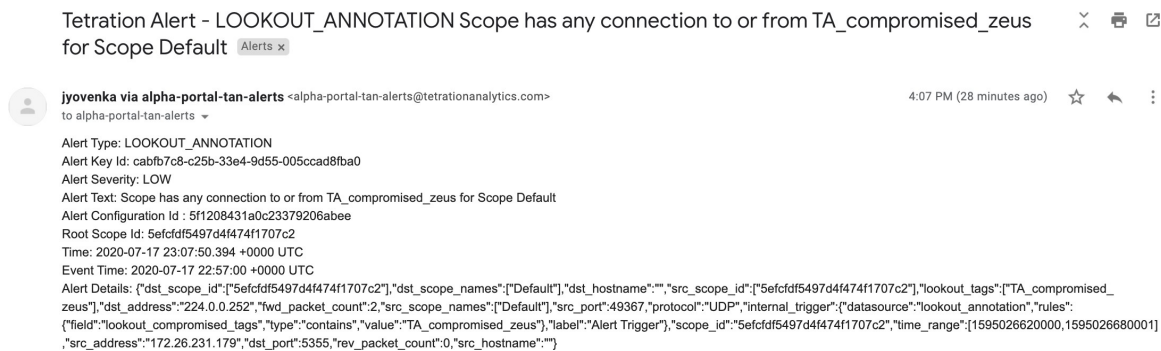 Tetration Alert - LOOKOUT_ANNOTATION Scope has any connection to or from TA_compromised_zeus
for Scope Default Alerts x
jyovenka via alpha-portal-tan-alerts <alpha-portal-tan-alerts@tetrationanalytics.com> 4:07 PM (28 minutes ago)
to alpha-portal-tan-alerts
Alert Type: LOOKOUT_ANNOTATION
Alert Key Id: cabfb7c8-c25b-33e4-9d55-005ccad8fba0
Alert Severity: LOW
Alert Text: Scope has any connection to or from TA_compromised_zeus for Scope Default
Alert Configuration Id : 5f1208431a0c23379206abee
Root Scope Id: 5efcfdf5497d4f474f1707c2
Time: 2020-07-17 23:07:50.394 +0000 UTC
Event Time: 2020-07-17 22:57:00 +0000 UTC
Alert Details: {"dst_scope_id":["5efcfdf5497d4f474f1707c2"],"dst_scope_names":["Default"],"dst_hostname":"","src_scope_id":["5efcfdf5497d4f474f1707c2"],"lookout_tags":["TA_compromised_
zeus"],"dst_address":"224.0.0.252","fwd_packet_count":2,"src_scope_names":["Default"],"src_port":49367,"protocol":"UDP","internal_trigger":{"datasource":"lookout_annotation","rules":
{"field":"lookout_compromised_tags","type":"contains","value":"TA_compromised_zeus"},"label":"Alert Trigger"},"scope_id":"5efcfdf5497d4f474f1707c2","time_range":[1595026620000,1595026680001]
,"src_address":"172.26.231.179","dst_port":5355,"rev_packet_count":0,"src_hostname":""}